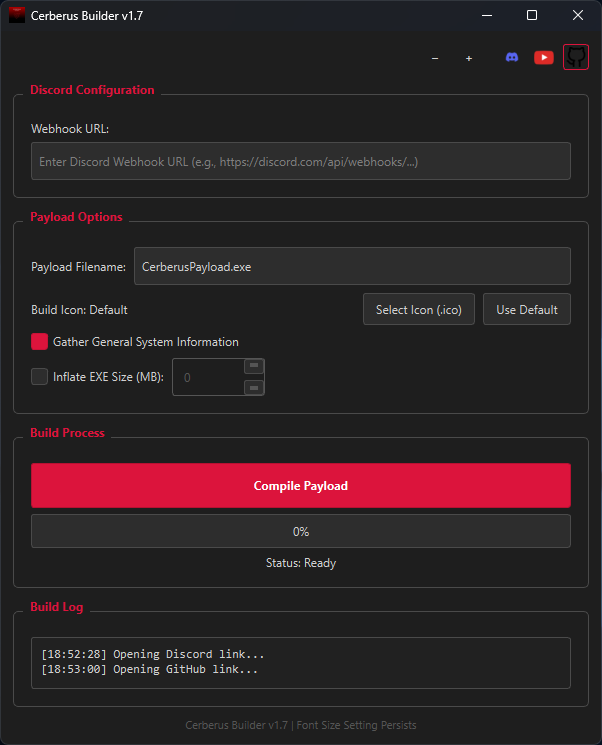 Cerberus Builder v1.7
Discord Configuration
Webhook URL:
Enter Discord Webhook URL (e.g., https://discord.com/api/webhooks/...)
Payload Options
Payload Filename: CerberusPayload.exe
Build Icon: Default Select Icon (.ico) Use Default
Gather General System Information
Inflate EXE Size (MB): 0
Build Process
Compile Payload
0%
Status: Ready
Build Log
[18:52:28] Opening Discord link...
[18:53:00] Opening GitHub link...
Cerberus Builder v1.7 | Font Size Setting Persists